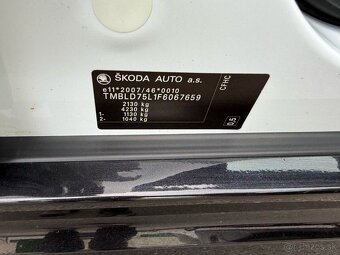 ŠKODA AUTO a.s.
e11*2007/46*0010
TMBLD75L1F6067659
2130 kg
4230 kg
1- 1130 kg
2- 1040 kg
CFHC
0.5